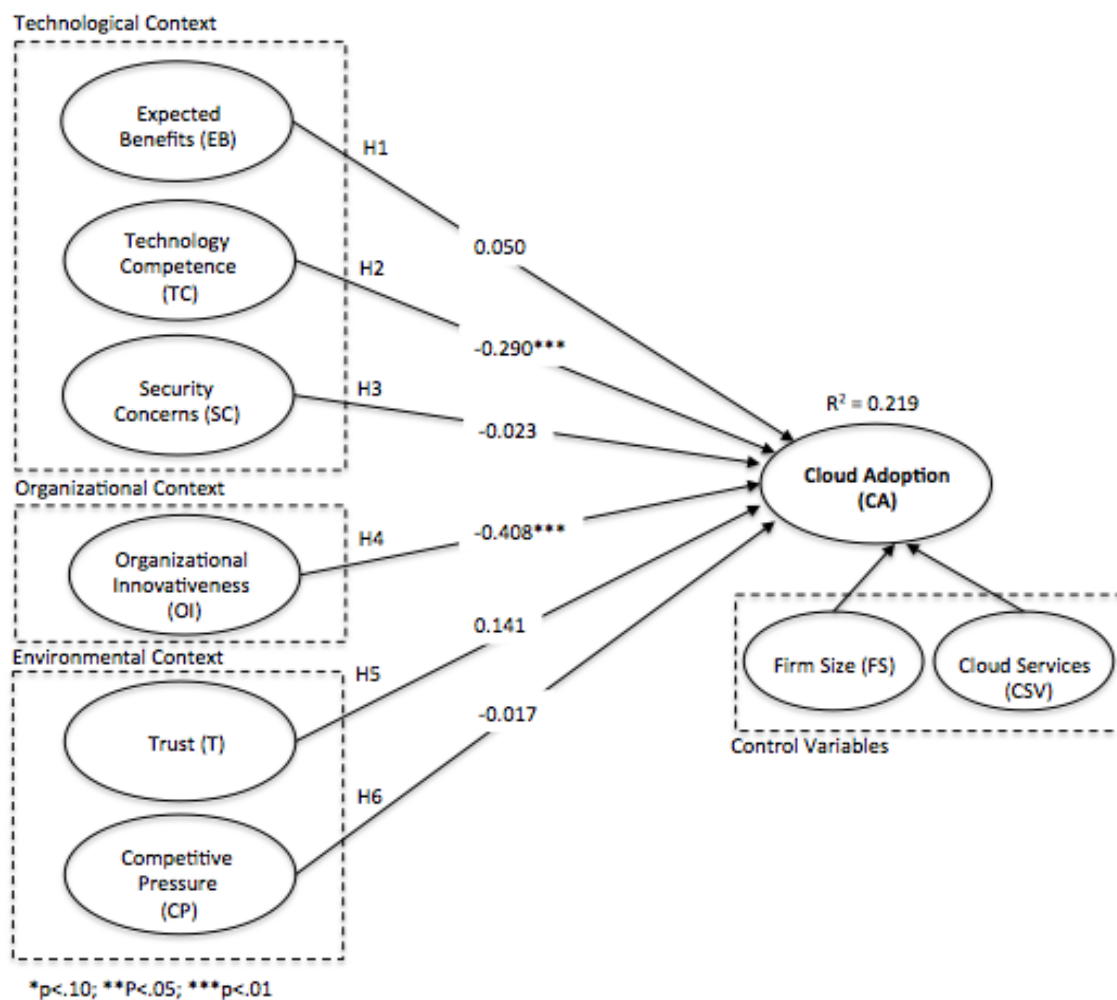 Technological Context
Expected
Benefits (EB)
H1
0.050
Technology
Competence
(TC)
H2
-0.290***
Security
Concerns (SC)
H3
-0.023
R² = 0.219
Cloud Adoption
(CA)
Organizational Context
Organizational
Innovativeness
(OI)
H4
-0.408***
Environmental Context
Trust (T)
H5
0.141
Competitive
Pressure
(CP)
H6
-0.017
Firm Size (FS)
Cloud Services
(CSV)
Control Variables
*p<.10; **P<.05; ***p<.01